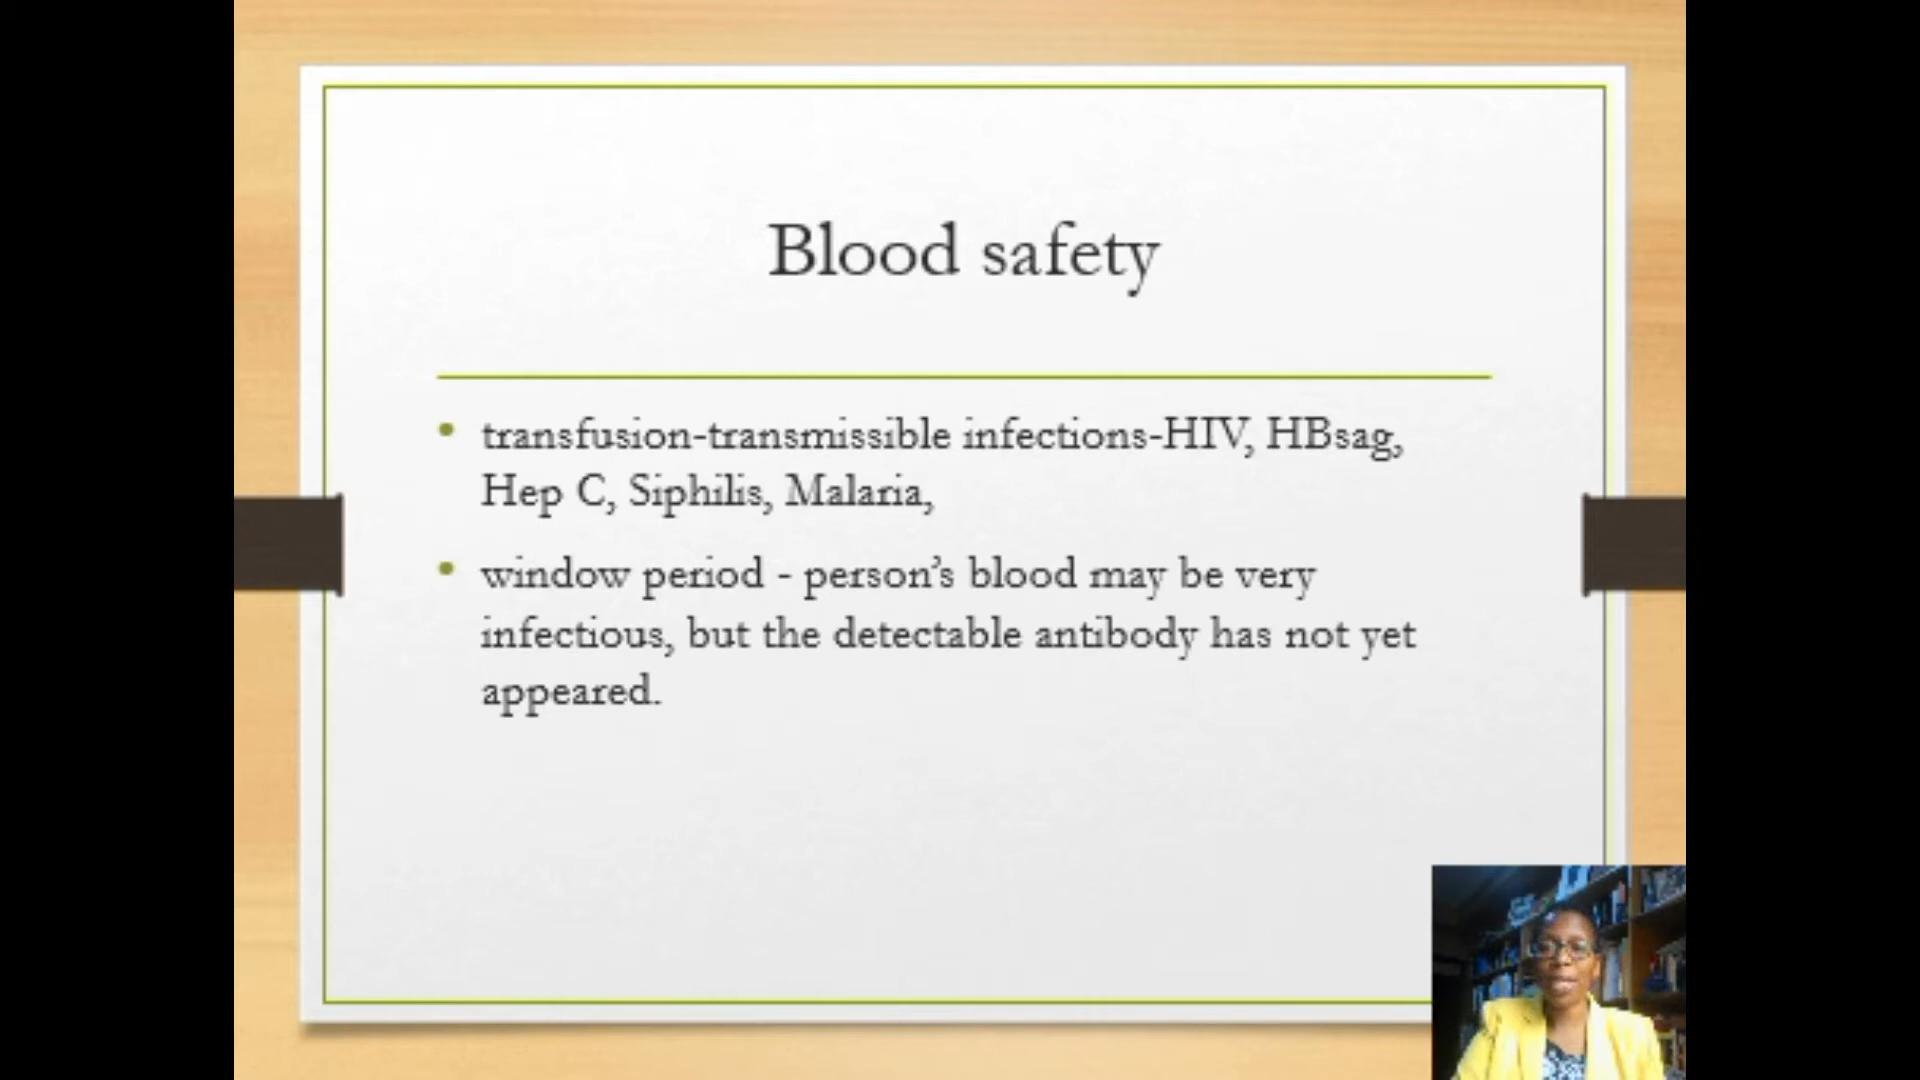 Blood safety
• transfusion-transmissible infections-HIV, HBsag,
Hep C, Siphilis, Malaria,
• window period - person’s blood may be very
infectious, but the detectable antibody has not yet
appeared.